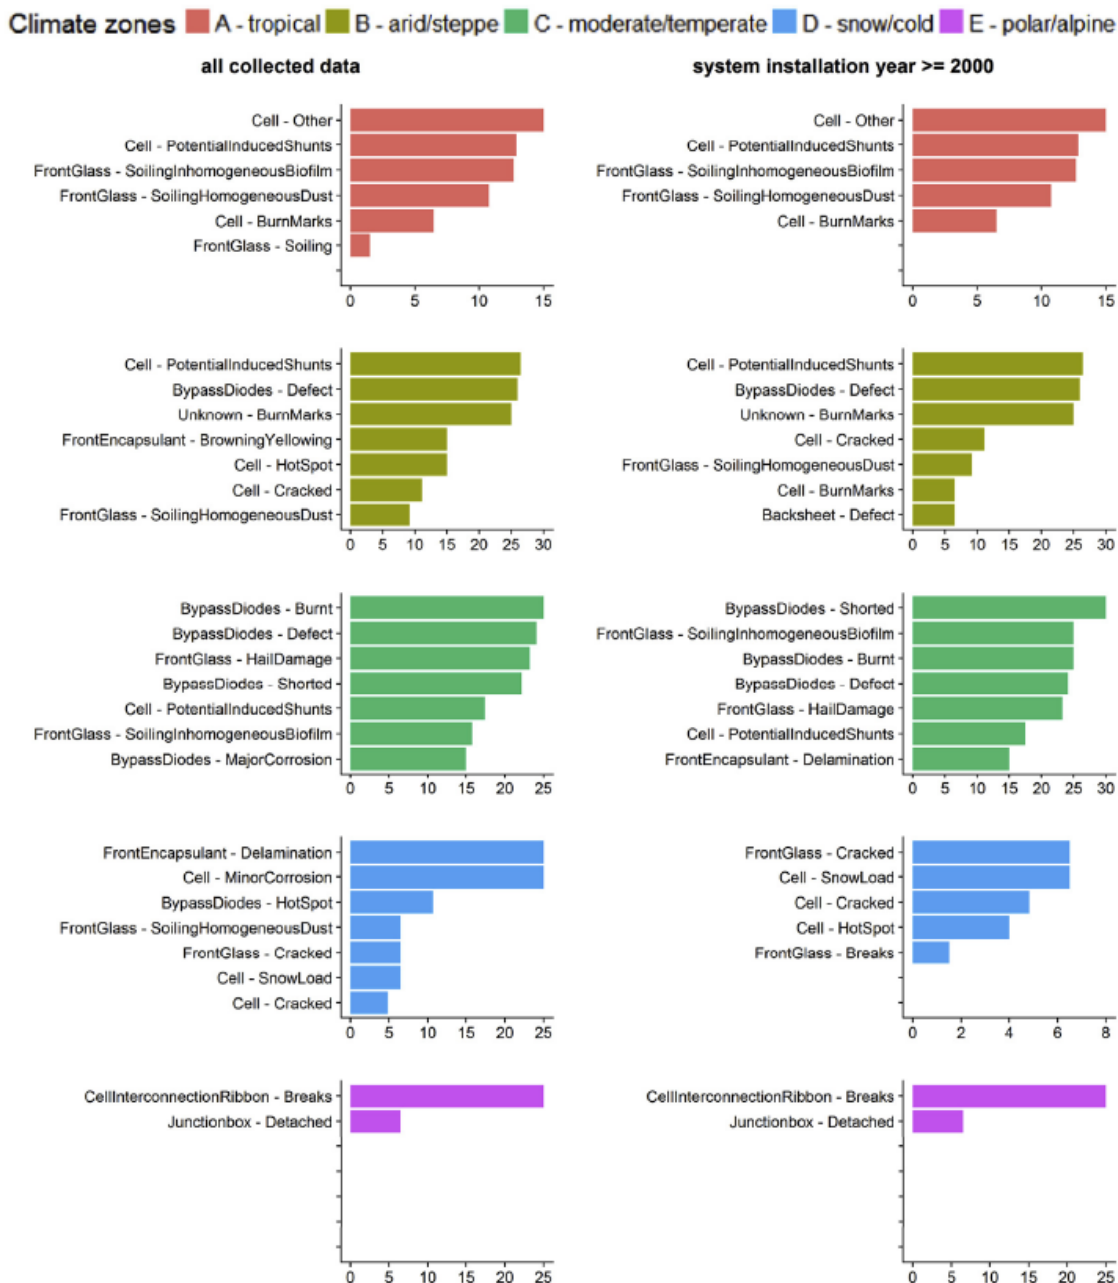 Climate zones A - tropical B - arid/steppe C - moderate/temperate D - snow/cold E - polar/alpine
all collected data
Cell - Other
Cell - PotentialInducedShunts
FrontGlass - SoilingInhomogeneousBiofilm
FrontGlass - SoilingHomogeneousDust
Cell - BurnMarks
FrontGlass - Soiling
0 5 10 15
system installation year >= 2000
Cell - Other
Cell - PotentialInducedShunts
FrontGlass - SoilingInhomogeneousBiofilm
FrontGlass - SoilingHomogeneousDust
Cell - BurnMarks
0 5 10 15
Cell - PotentialInducedShunts
BypassDiodes - Defect
Unknown - BurnMarks
FrontEncapsulant - BrowningYellowing
Cell - HotSpot
Cell - Cracked
FrontGlass - SoilingHomogeneousDust
0 5 10 15 20 25 30
Cell - PotentialInducedShunts
BypassDiodes - Defect
Unknown - BurnMarks
Cell - Cracked
FrontGlass - SoilingHomogeneousDust
Cell - BurnMarks
Backsheet - Defect
0 5 10 15 20 25 30
BypassDiodes - Burnt
BypassDiodes - Defect
FrontGlass - HailDamage
BypassDiodes - Shorted
Cell - PotentialInducedShunts
FrontGlass - SoilingInhomogeneousBiofilm
BypassDiodes - MajorCorrosion
0 5 10 15 20 25
BypassDiodes - Shorted
FrontGlass - SoilingInhomogeneousBiofilm
BypassDiodes - Burnt
BypassDiodes - Defect
FrontGlass - HailDamage
Cell - PotentialInducedShunts
FrontEncapsulant - Delamination
0 5 10 15 20 25 30
FrontEncapsulant - Delamination
Cell - MinorCorrosion
BypassDiodes - HotSpot
FrontGlass - SoilingHomogeneousDust
FrontGlass - Cracked
Cell - SnowLoad
Cell - Cracked
0 5 10 15 20 25
FrontGlass - Cracked
Cell - SnowLoad
Cell - Cracked
Cell - HotSpot
FrontGlass - Breaks
0 2 4 6 8
CellInterconnectionRibbon - Breaks
Junctionbox - Detached
0 5 10 15 20 25
CellInterconnectionRibbon - Breaks
Junctionbox - Detached
0 5 10 15 20 25